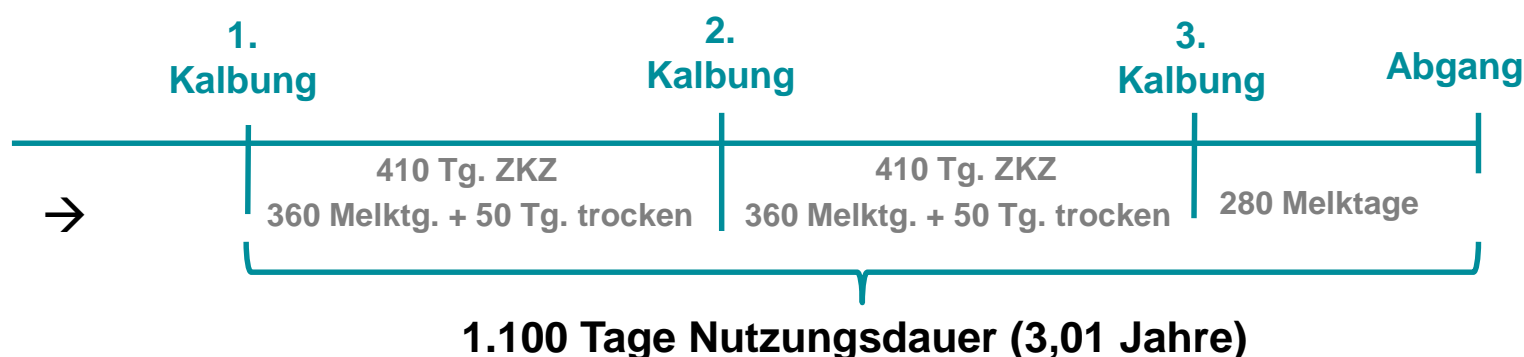 1.
Kalbung
2.
Kalbung
3.
Kalbung
Abgang
410 Tg. ZKZ
360 Melktg. + 50 Tg. trocken
410 Tg. ZKZ
360 Melktg. + 50 Tg. trocken
280 Melktage
→
1.100 Tage Nutzungsdauer (3,01 Jahre)